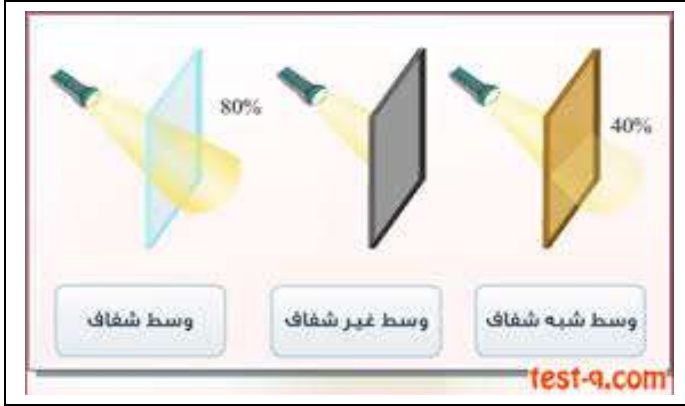 80%
40%
وسط شبه شفاف
وسط غير شفاف
وسط شفاف
test-q.com